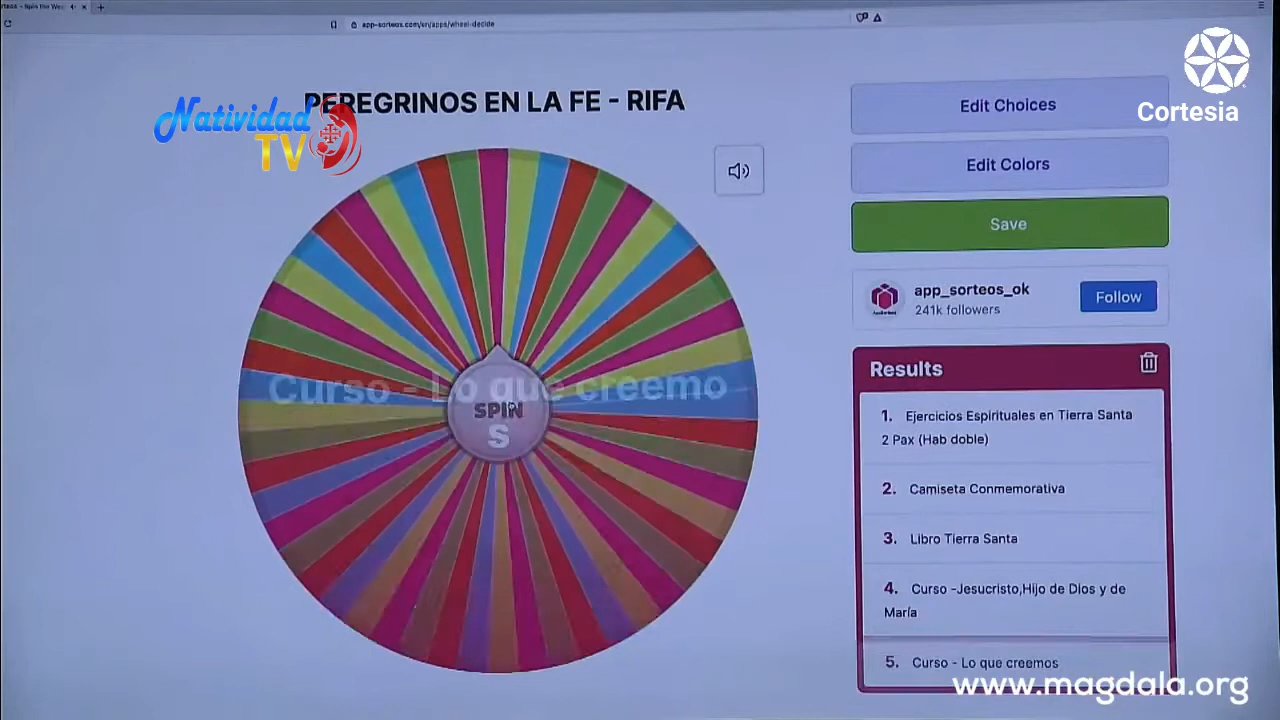 app-sorteos.com/en/apps/wheel-decide
Cortesia
PEREGRINOS EN LA FE - RIFA
Natividad
TV
Edit Choices
Edit Colors
Save
app_sorteos_ok
241k followers
Follow
Curso - Lo que creemo
s
SPIN
Results
1. Ejercicios Espirituales en Tierra Santa
2 Pax (Hab doble)
2. Camiseta Conmemorativa
3. Libro Tierra Santa
4. Curso -Jesucristo,Hijo de Dios y de
María
5. Curso - Lo que creemos
www.magdala.org